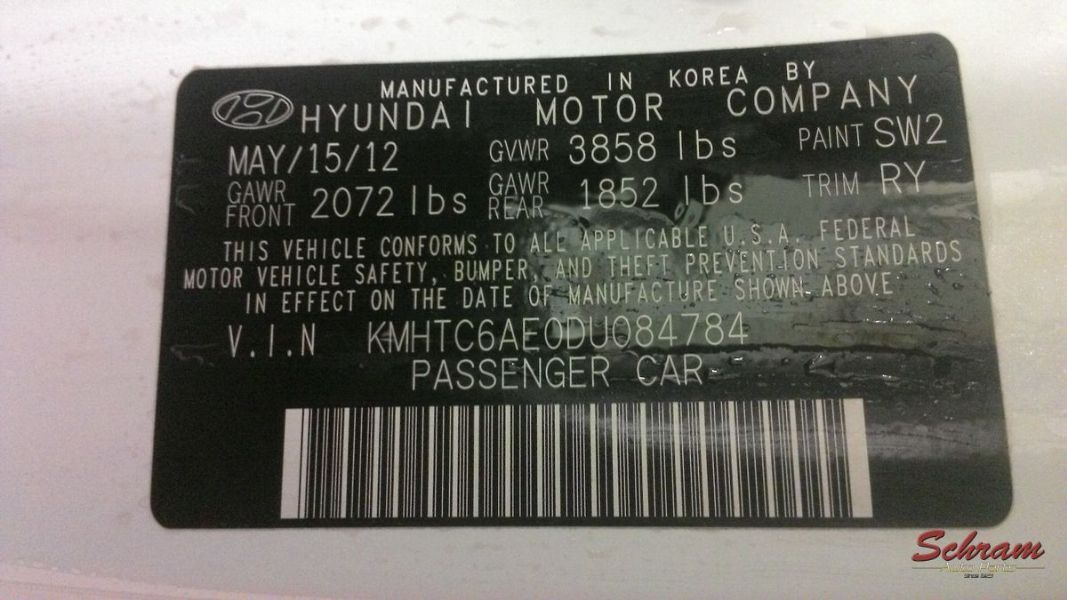 MANUFACTURED IN KOREA BY
HYUNDAI MOTOR COMPANY
MAY/15/12 GVWR 3858 lbs PAINT SW2
GAWR FRONT 2072 lbs GAWR REAR 1852 lbs TRIM RY
THIS VEHICLE CONFORMS TO ALL APPLICABLE U.S.A. FEDERAL
MOTOR VEHICLE SAFETY, BUMPER, AND THEFT PREVENTION STANDARDS
IN EFFECT ON THE DATE OF MANUFACTURE SHOWN ABOVE
V.I.N KMHTC6AE0DU084784
PASSENGER CAR
Schram
Auto Parts